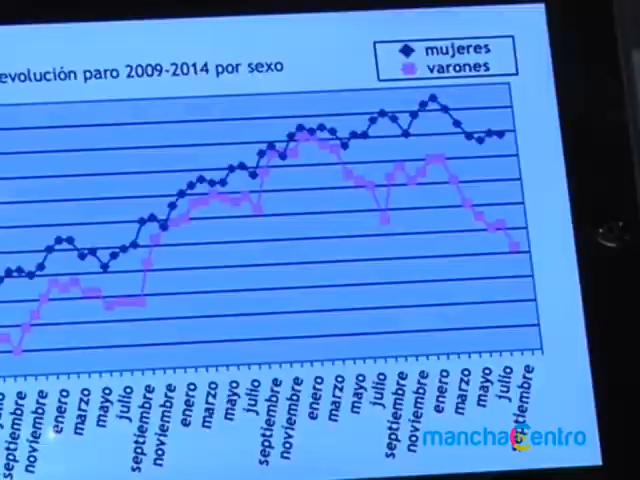 evolución paro 2009-2014 por sexo
mujeres
varones
septiembre
noviembre
enero
marzo
mayo
julio
septiembre
noviembre
enero
marzo
mayo
julio
septiembre
noviembre
enero
marzo
mayo
julio
septiembre
noviembre
enero
marzo
mayo
julio
septiembre
manchacentro